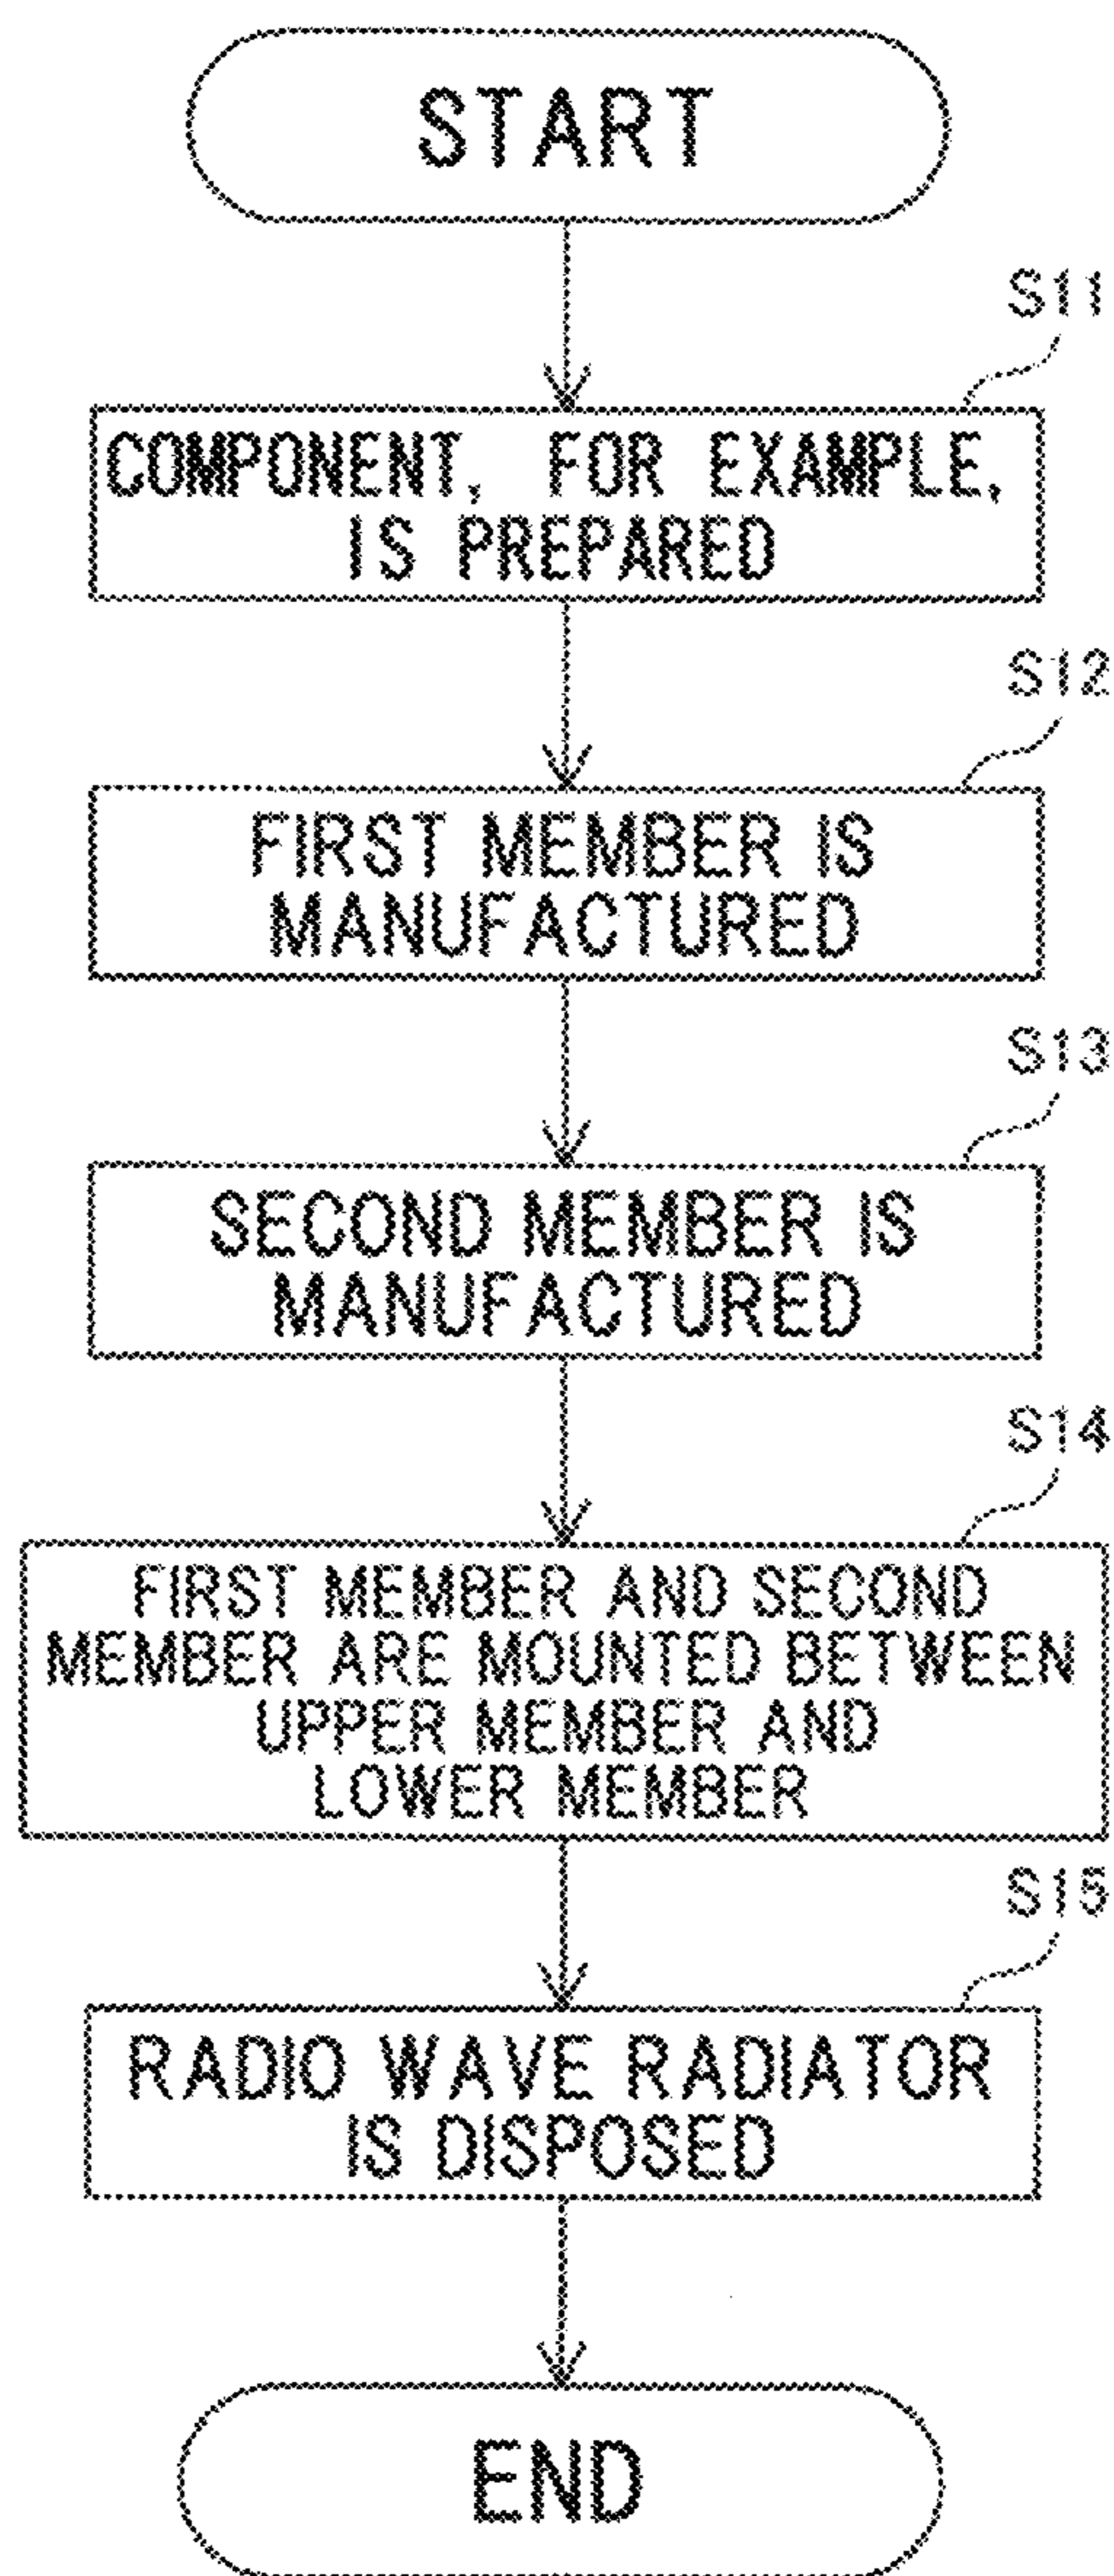 START
S11
COMPONENT, FOR EXAMPLE,
IS PREPARED
S12
FIRST MEMBER IS
MANUFACTURED
S13
SECOND MEMBER IS
MANUFACTURED
S14
FIRST MEMBER AND SECOND
MEMBER ARE MOUNTED BETWEEN
UPPER MEMBER AND
LOWER MEMBER
S15
RADIO WAVE RADIATOR
IS DISPOSED
END